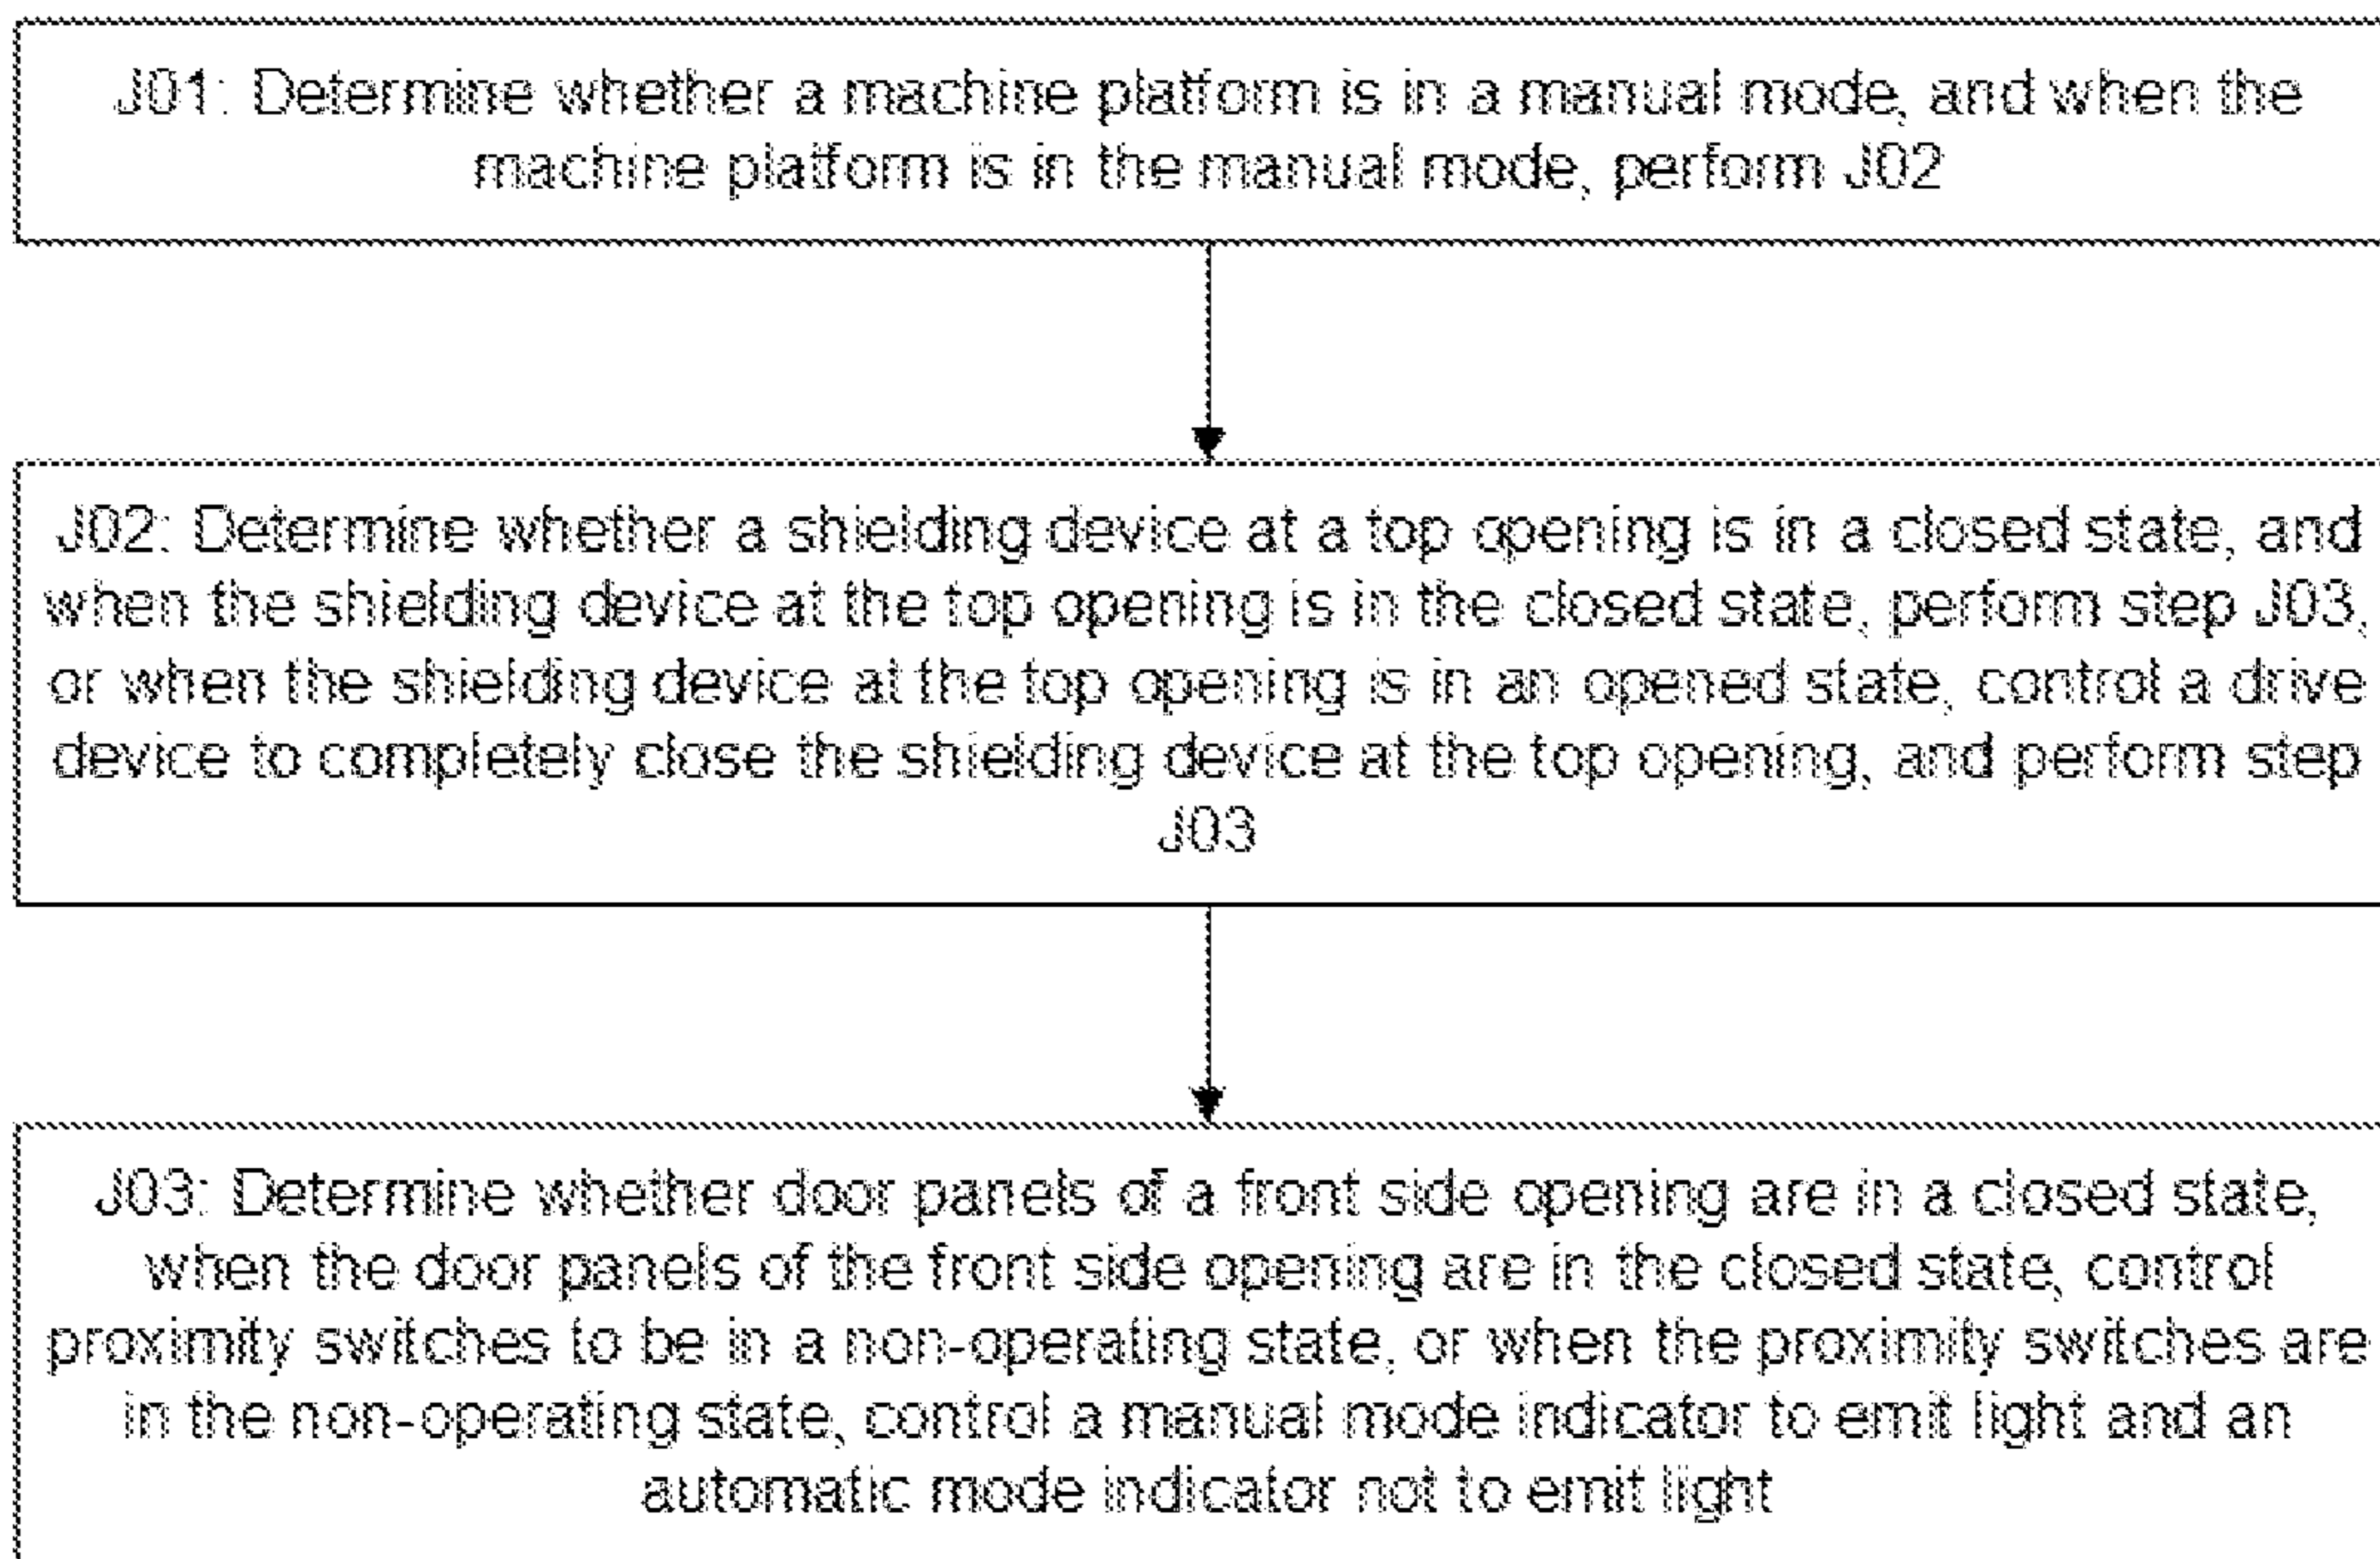 J01: Determine whether a machine platform is in a manual mode, and when the
machine platform is in the manual mode, perform J02
J02: Determine whether a shielding device at a top opening is in a closed state, and
when the shielding device at the top opening is in the closed state, perform step J03,
or when the shielding device at the top opening is in an opened state, control a drive
device to completely close the shielding device at the top opening, and perform step
J03
J03: Determine whether door panels of a front side opening are in a closed state,
when the door panels of the front side opening are in the closed state, control
proximity switches to be in a non-operating state, or when the proximity switches are
in the non-operating state, control a manual mode indicator to emit light and an
automatic mode indicator not to emit light